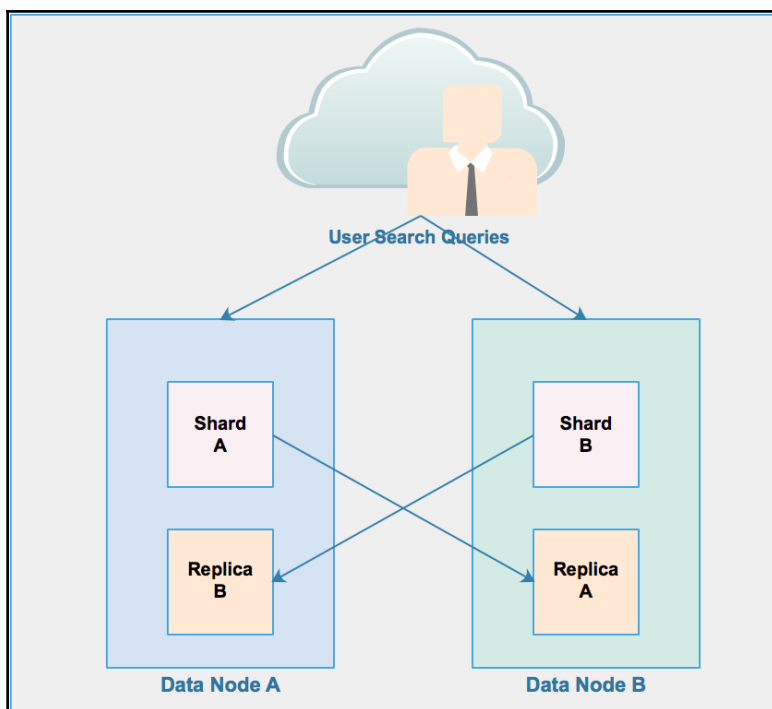 User Search Queries
Shard
A
Shard
B
Replica
B
Replica
A
Data Node A
Data Node B